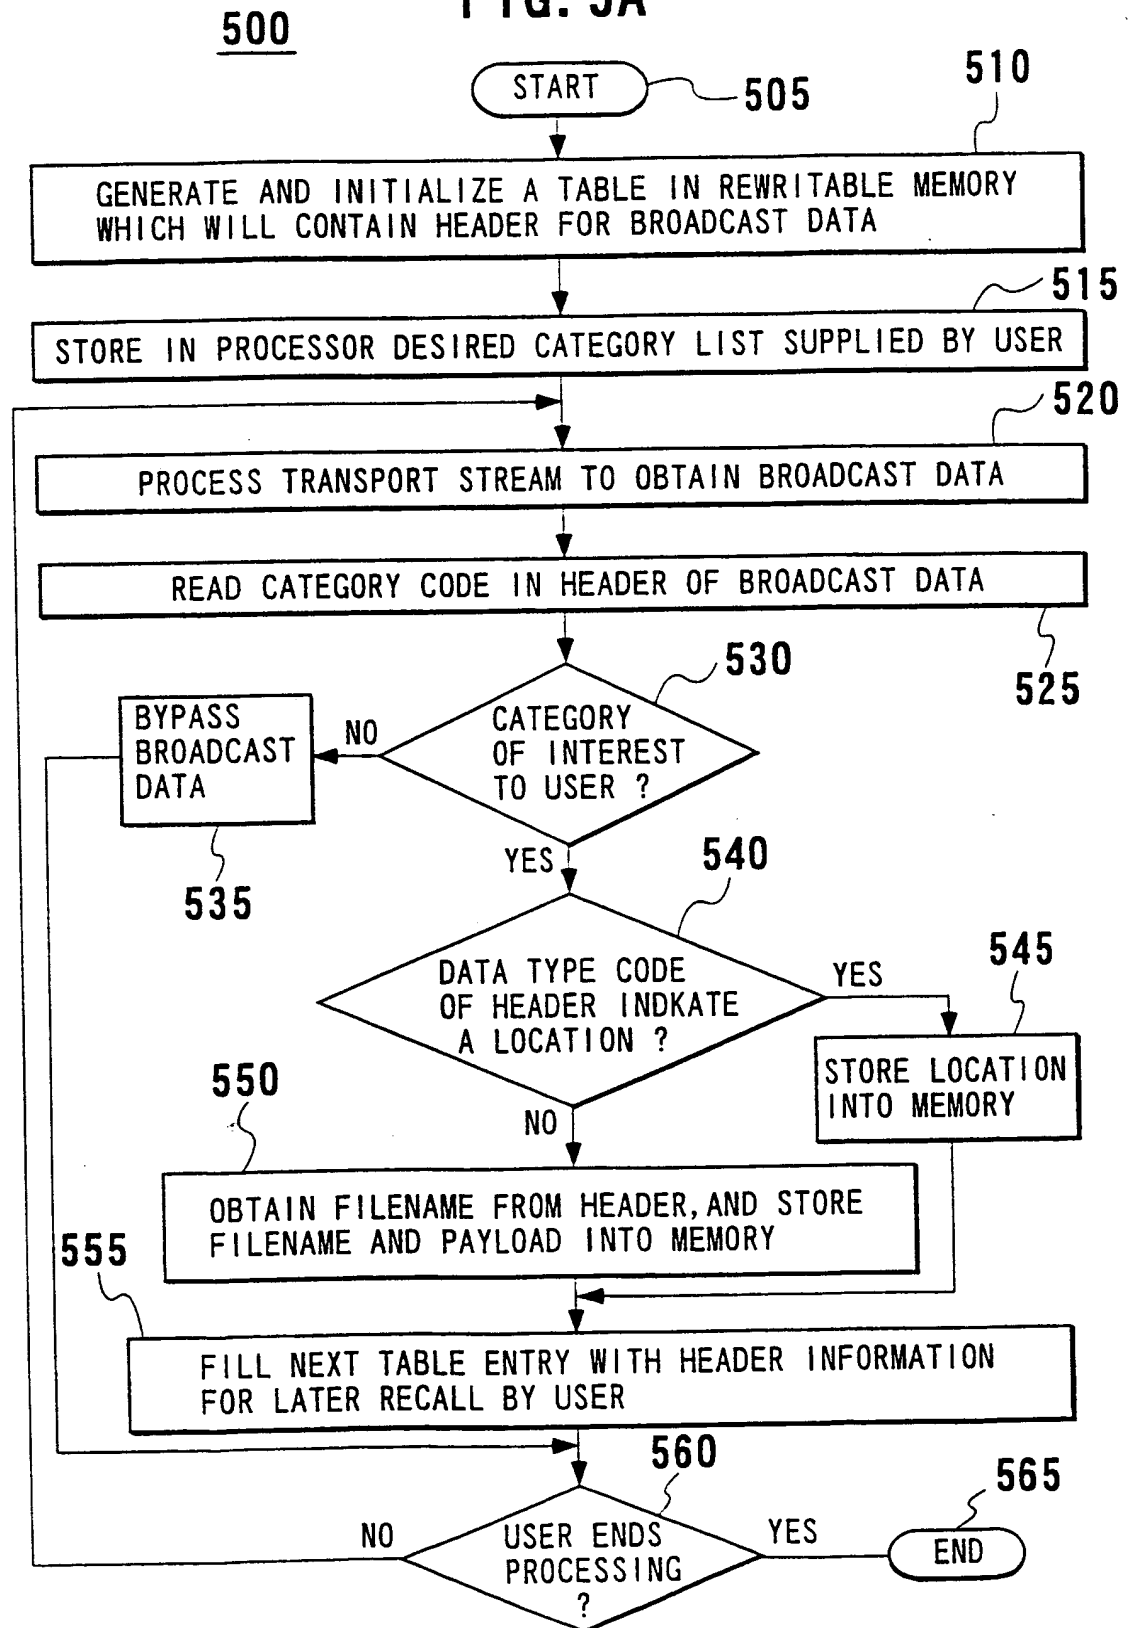 FIG. 5A
500
START
505
510
GENERATE AND INITIALIZE A TABLE IN REWRITABLE MEMORY
WHICH WILL CONTAIN HEADER FOR BROADCAST DATA
515
STORE IN PROCESSOR DESIRED CATEGORY LIST SUPPLIED BY USER
520
PROCESS TRANSPORT STREAM TO OBTAIN BROADCAST DATA
READ CATEGORY CODE IN HEADER OF BROADCAST DATA
525
530
CATEGORY
OF INTEREST
TO USER ?
NO
BYPASS
BROADCAST
DATA
535
YES
540
DATA TYPE CODE
OF HEADER INDKATE
A LOCATION ?
YES
545
STORE LOCATION
INTO MEMORY
NO
550
OBTAIN FILENAME FROM HEADER, AND STORE
FILENAME AND PAYLOAD INTO MEMORY
555
FILL NEXT TABLE ENTRY WITH HEADER INFORMATION
FOR LATER RECALL BY USER
560
USER ENDS
PROCESSING
?
NO
YES
565
END